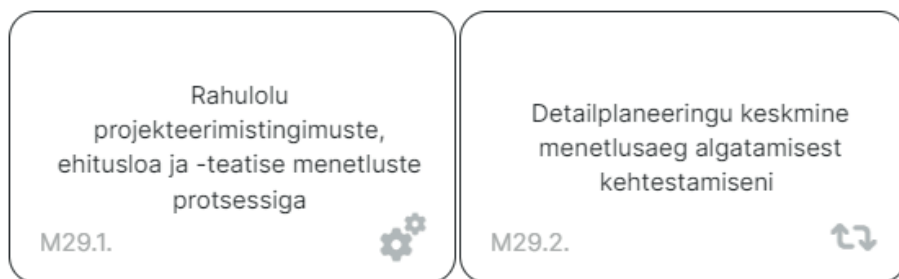 Rahulolu
projekteerimistingimuste,
ehitusloa ja -teatise menetluste
protsessiga
M29.1.
Detailplaneeringu keskmine
menetlusaeg algatamisest
kehtestamiseni
M29.2.